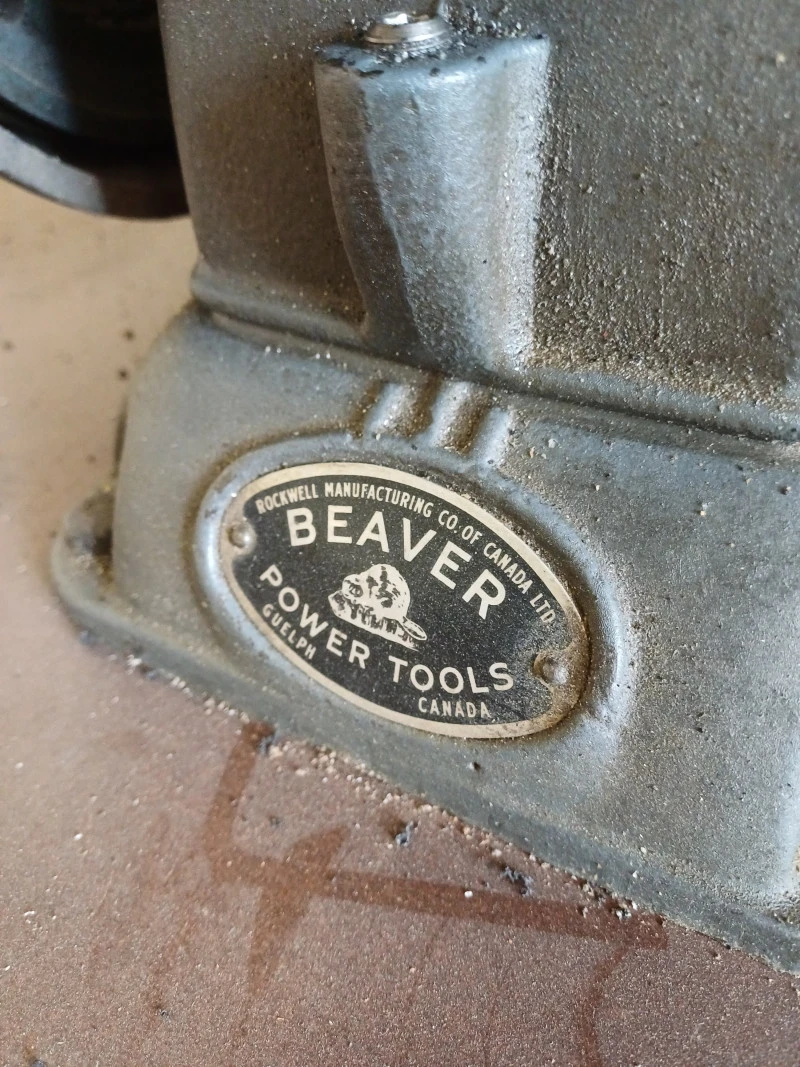 ROCKWELL MANUFACTURING CO. OF CANADA LTD.
BEAVER
POWER TOOLS
GUELPH CANADA